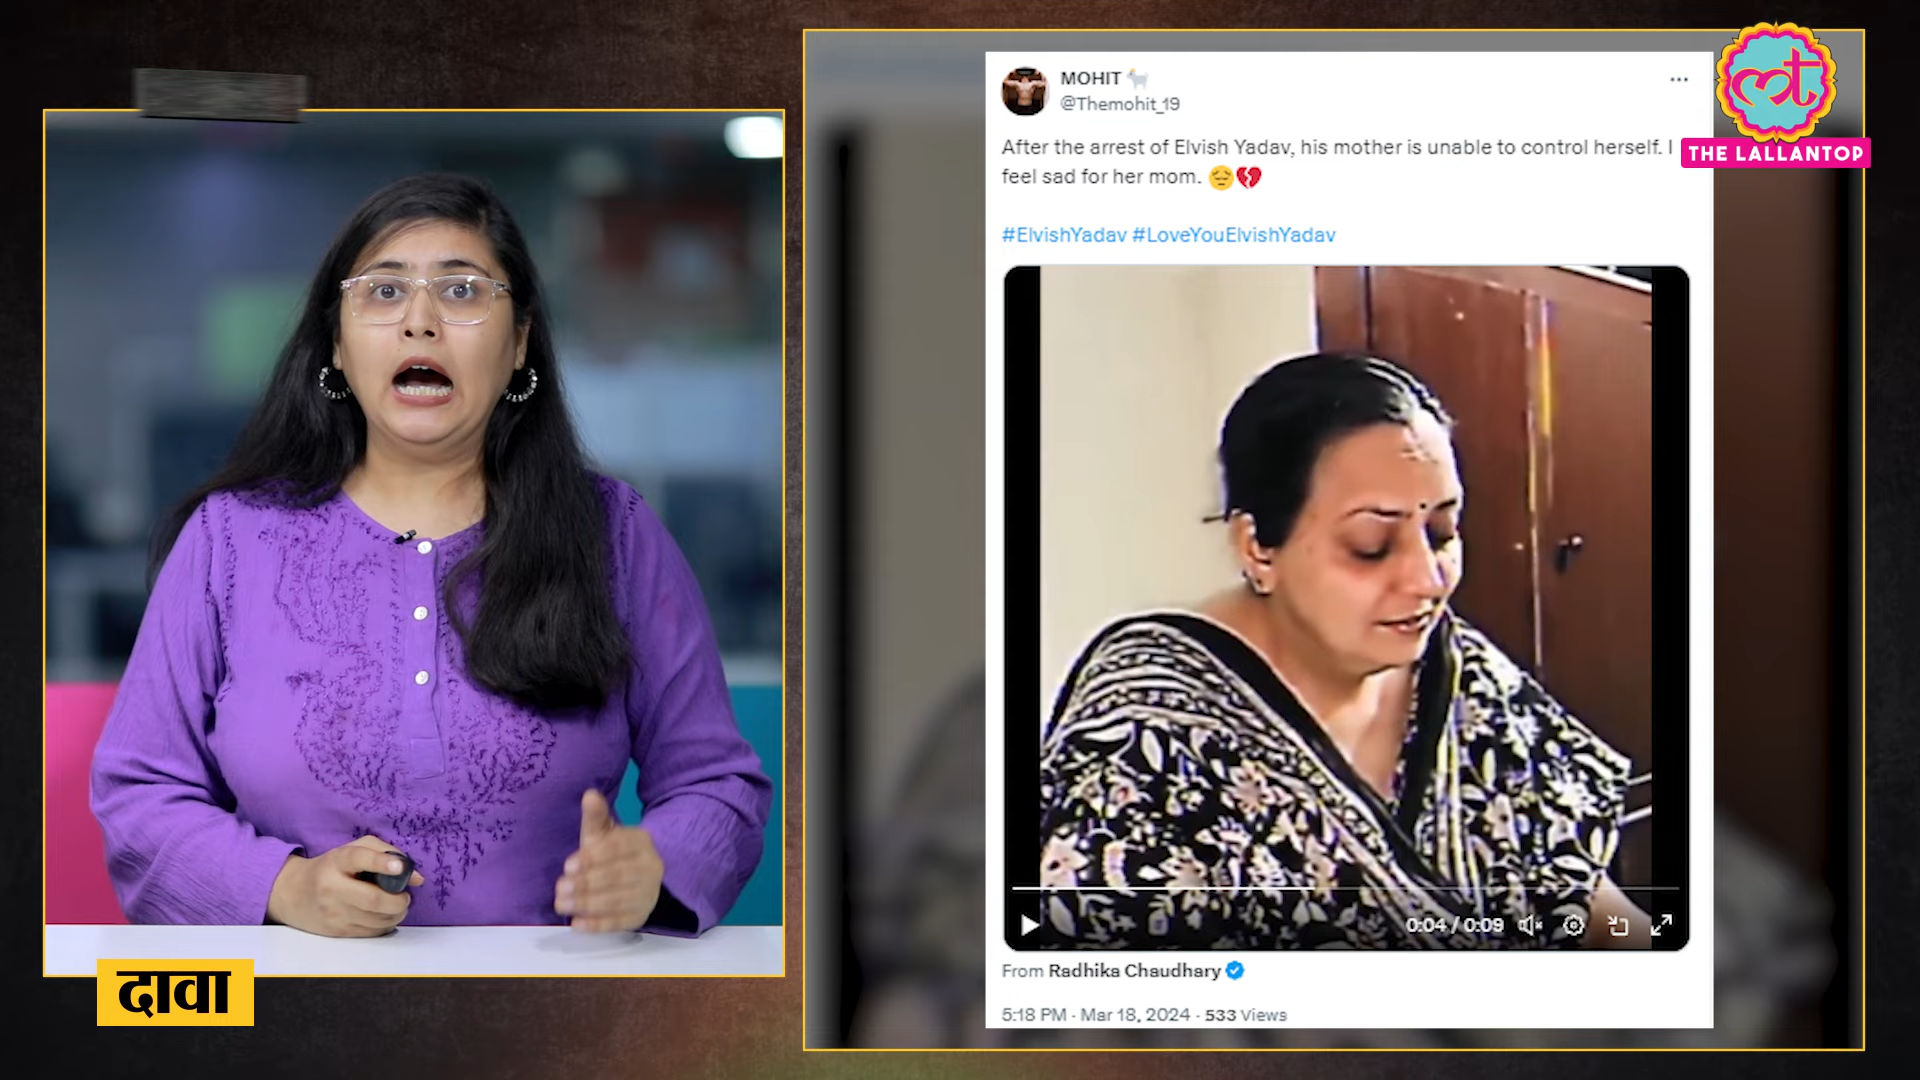 MOHIT
@Themohit_19
After the arrest of Elvish Yadav, his mother is unable to control herself. I
feel sad for her mom. 😔💔
#ElvishYadav #LoveYouElvishYadav
0:04 / 0:09
From Radhika Chaudhary
5:18 PM · Mar 18, 2024 · 533 Views
लT
THE LALLANTOP
दावा